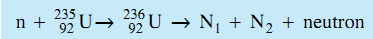 n + ²³⁵₉₂U → ²³⁶₉₂U → N₁ + N₂ + neutron